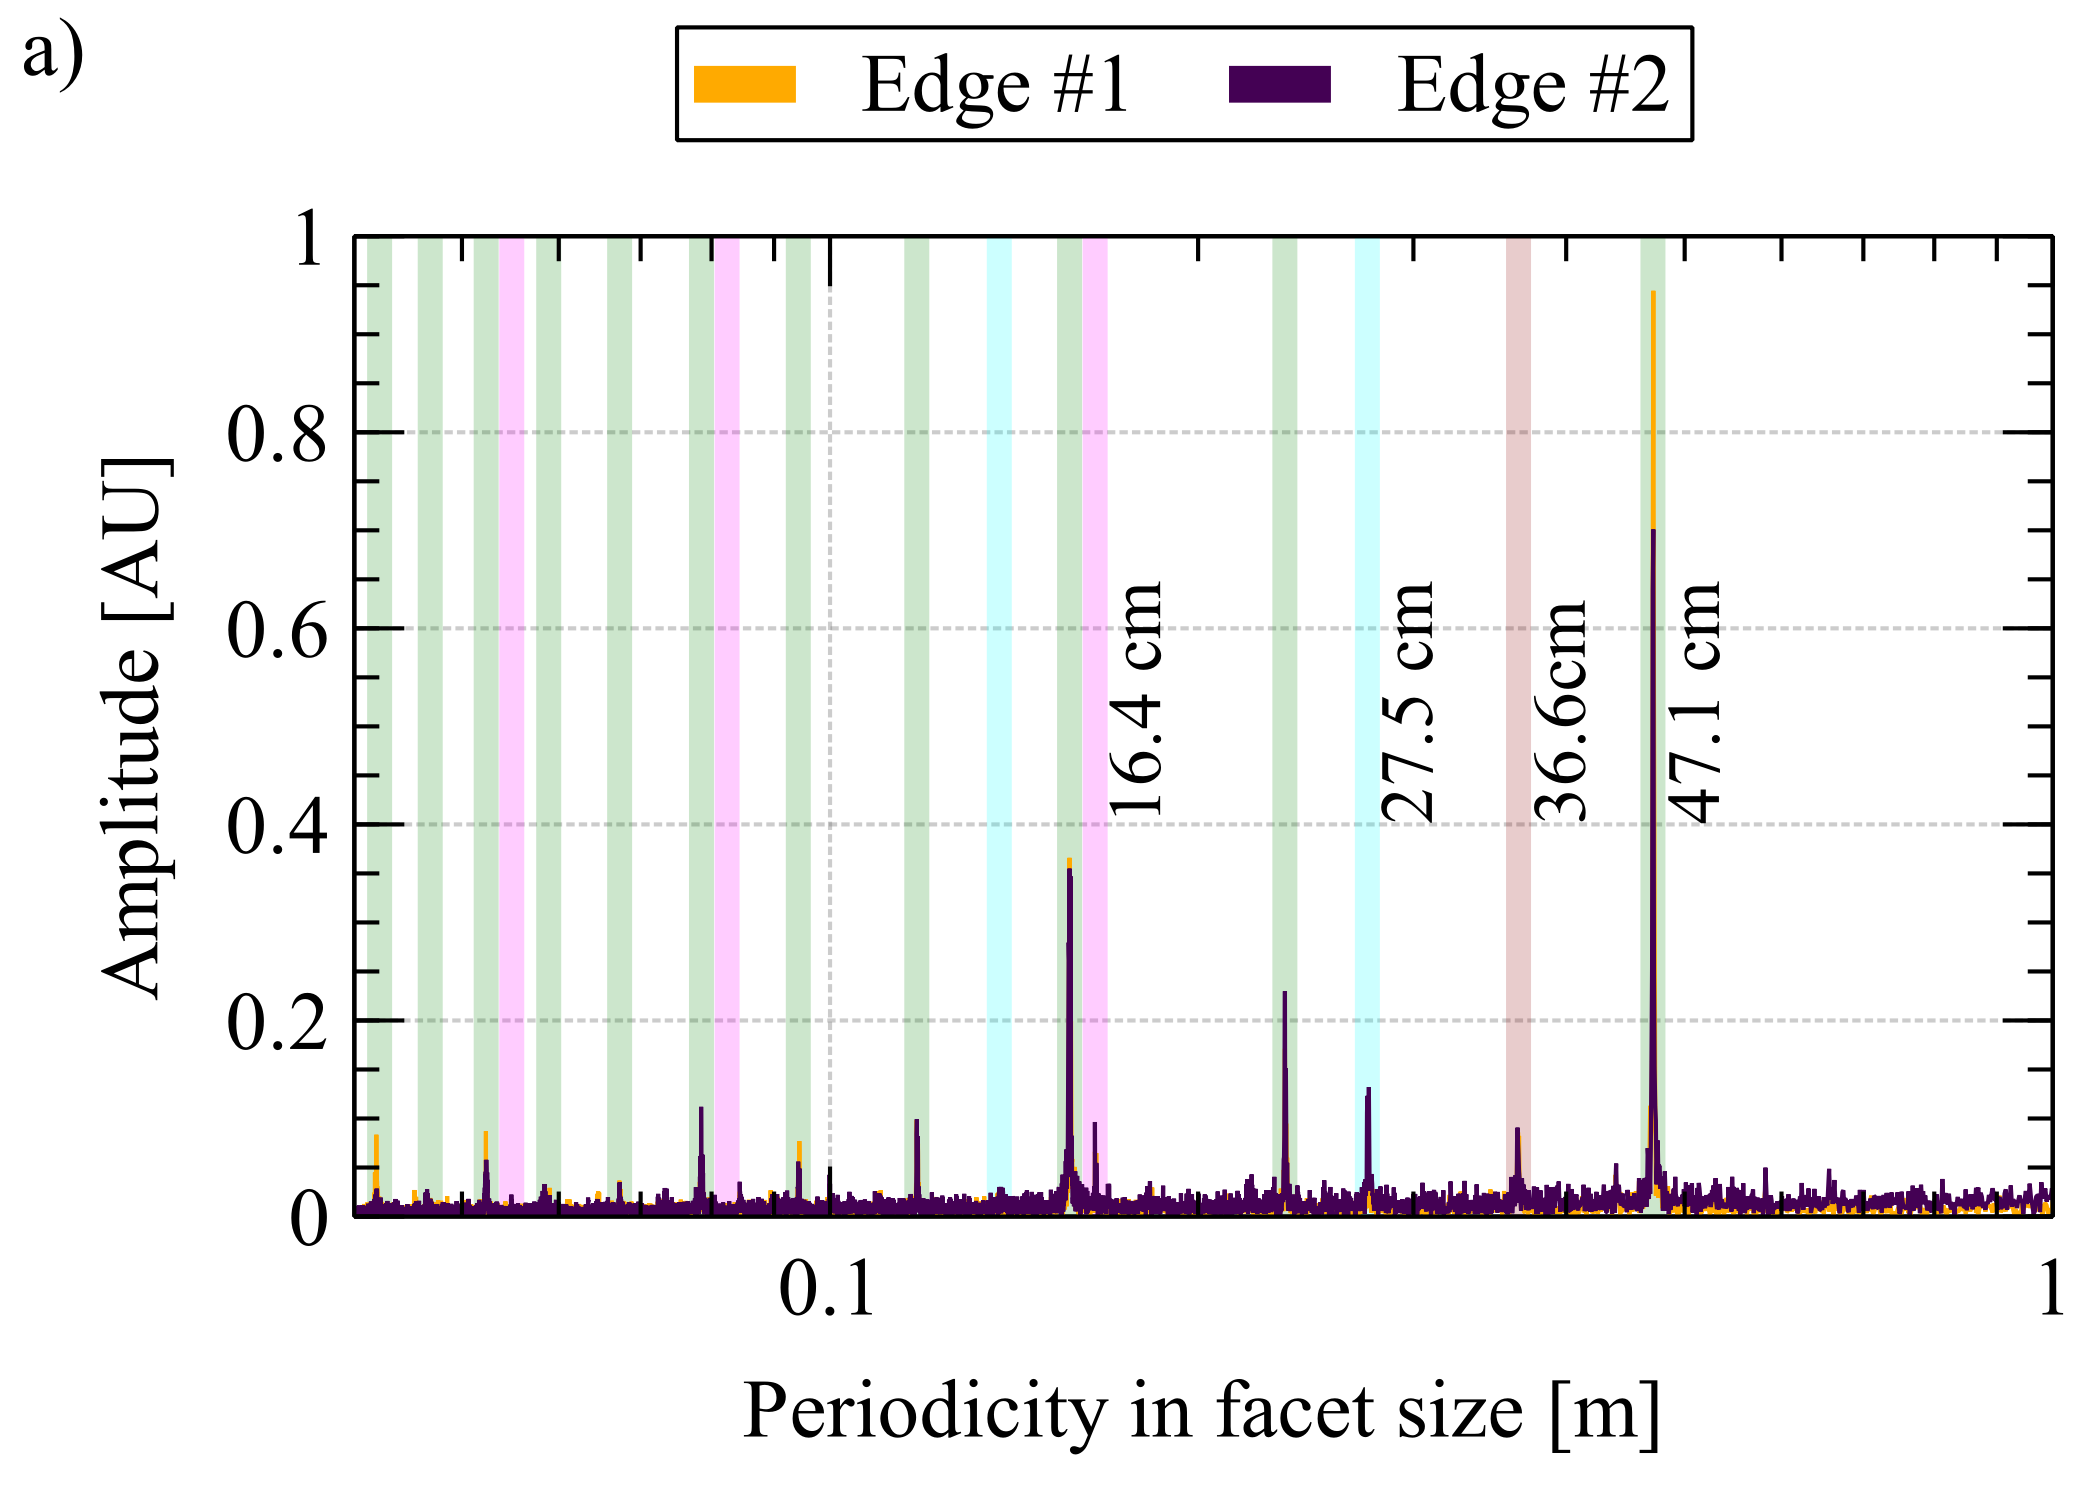 a)
Edge #1 Edge #2
1
0.8
0.6
0.4
0.2
0
Amplitude [AU]
16.4 cm
27.5 cm
36.6cm
47.1 cm
0.1 1
Periodicity in facet size [m]